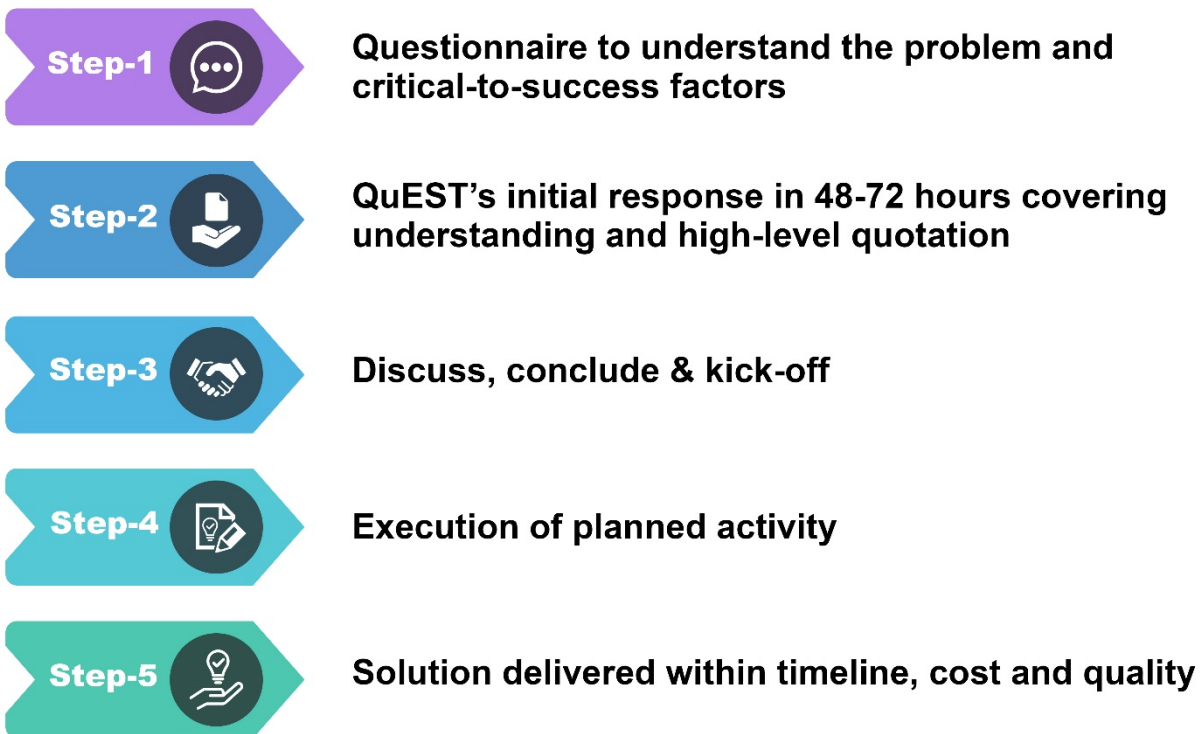 Step-1
Questionnaire to understand the problem and
critical-to-success factors
Step-2
QuEST’s initial response in 48-72 hours covering
understanding and high-level quotation
Step-3
Discuss, conclude & kick-off
Step-4
Execution of planned activity
Step-5
Solution delivered within timeline, cost and quality